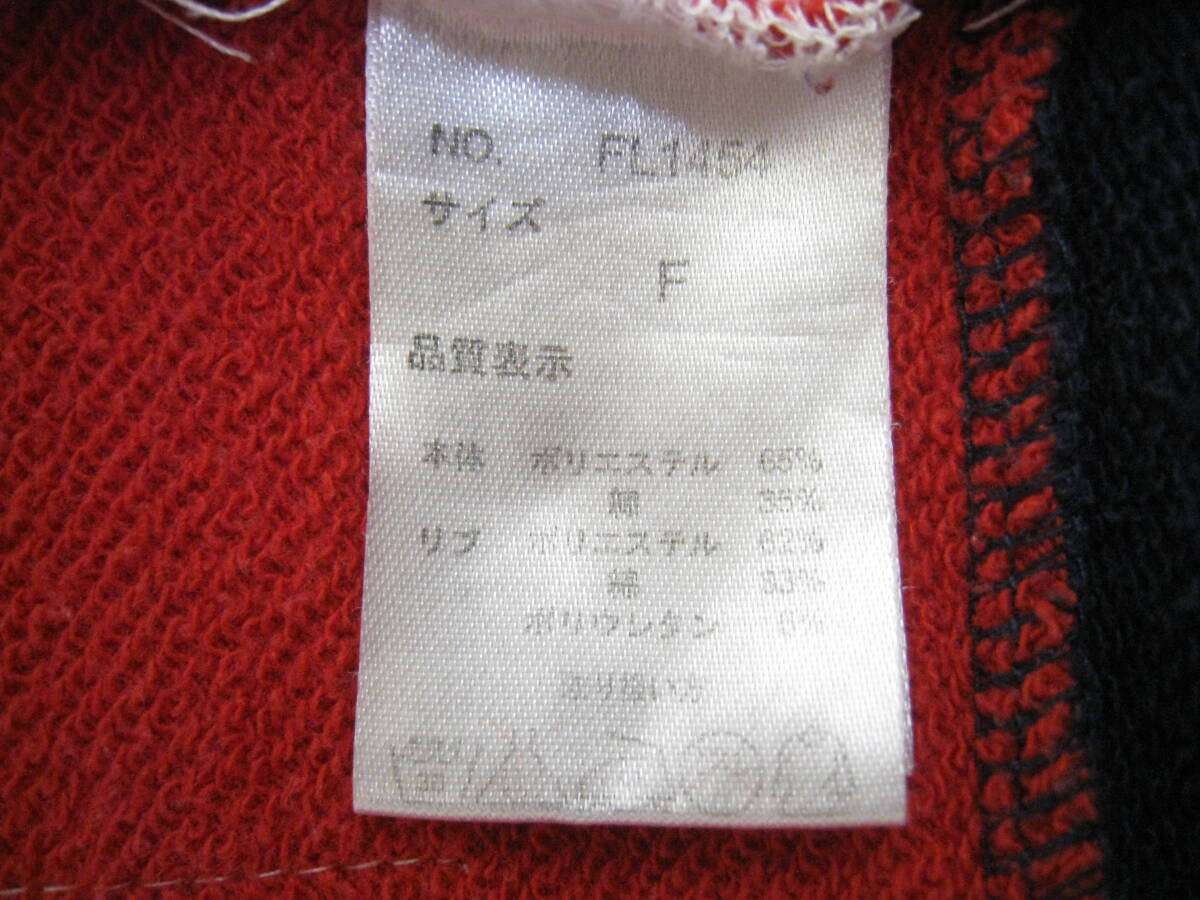 NO. FL1454
サイズ
F
品質表示
本体 ポリエステル 65%
綿 35%
リブ ポリエステル 62%
綿 33%
ポリウレタン 5%
取り扱い方